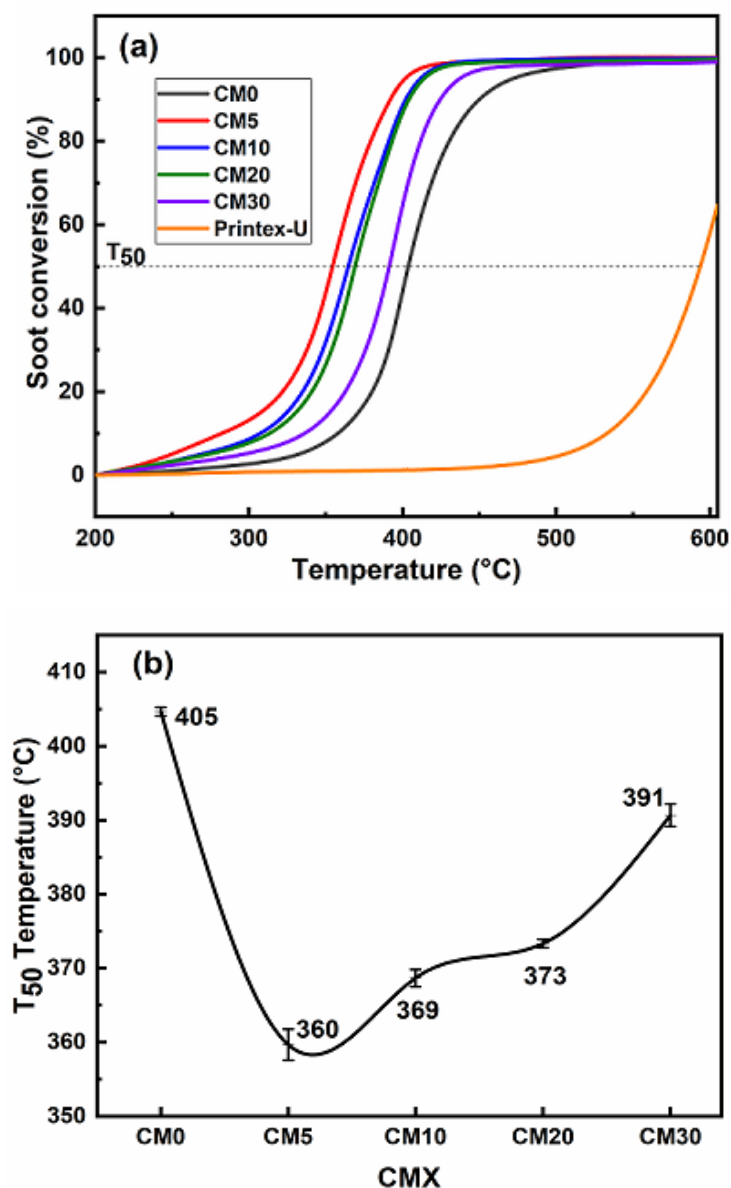 (a)
100
80
60
40
20
0
Soot conversion (%)
CM0
CM5
CM10
CM20
CM30
Printex-U
T50
200 300 400 500 600
Temperature (°C)
(b)
410
400
390
380
370
360
350
T50 Temperature (°C)
405
360
369
373
391
CM0 CM5 CM10 CM20 CM30
CMX